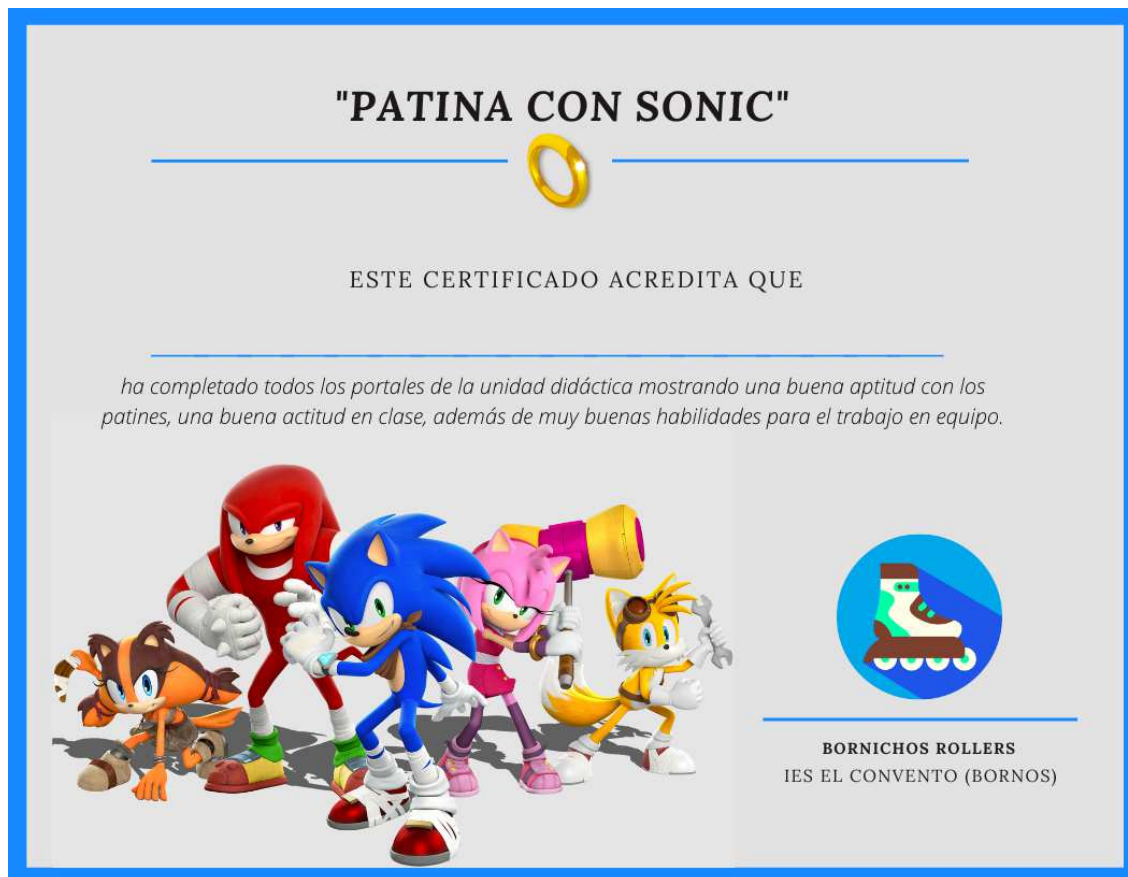 "PATINA CON SONIC"
ESTE CERTIFICADO ACREDITA QUE
ha completado todos los portales de la unidad didáctica mostrando una buena aptitud con los
patines, una buena actitud en clase, además de muy buenas habilidades para el trabajo en equipo.
BORNICHOS ROLLERS
IES EL CONVENTO (BORNOS)